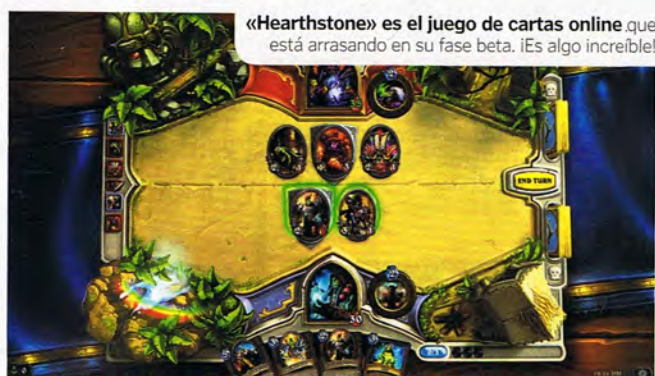 «Hearthstone» es el juego de cartas online que
está arrasando en su fase beta. ¡Es algo increíble!
END TURN
30